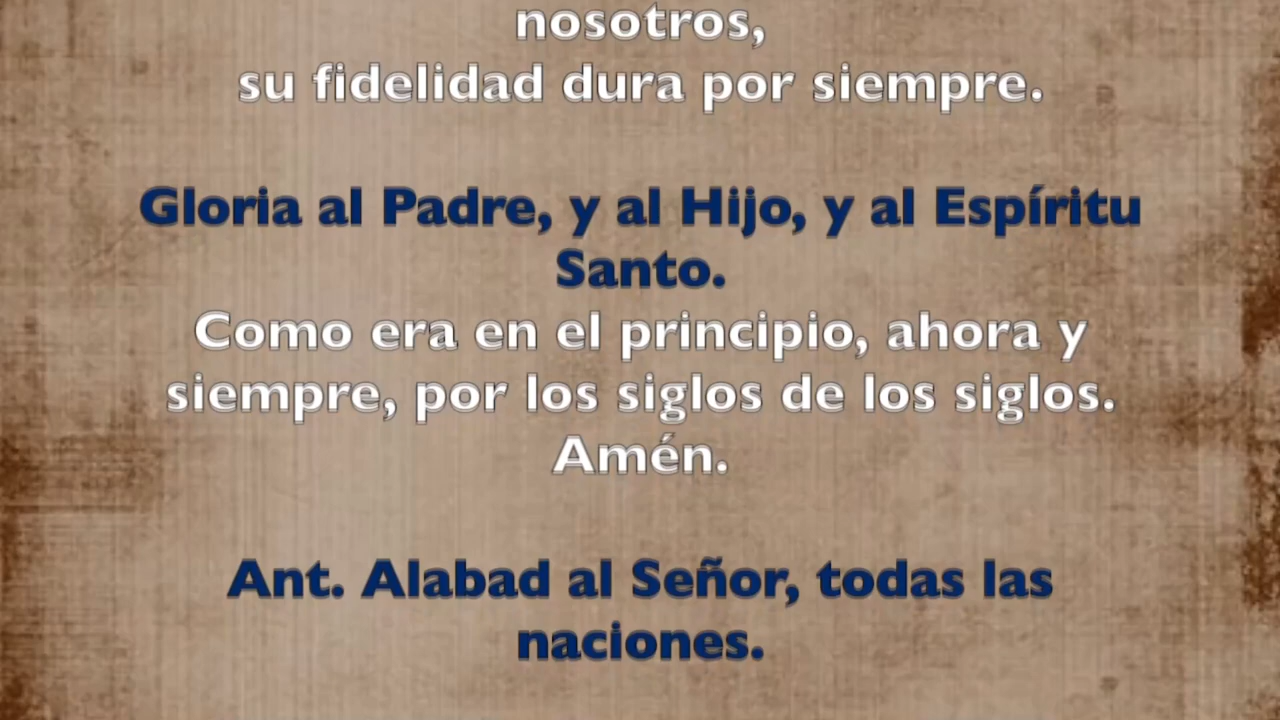 nosotros,
su fidelidad dura por siempre.
Gloria al Padre, y al Hijo, y al Espíritu
Santo.
Como era en el principio, ahora y
siempre, por los siglos de los siglos.
Amén.
Ant. Alabad al Señor, todas las
naciones.